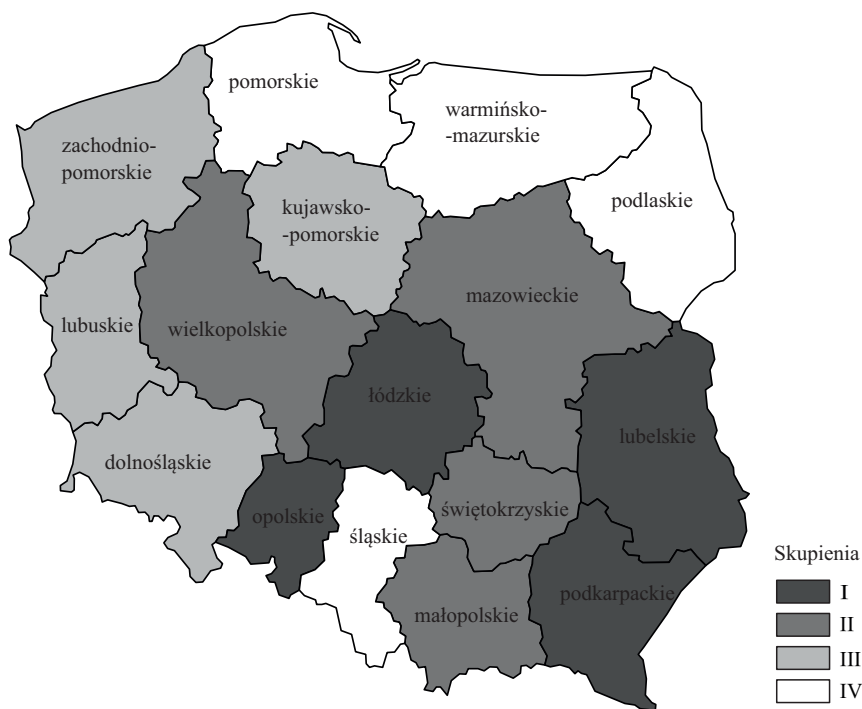 pomorskie
warmińsko-
-mazurskie
zachodnio-
pomorskie
podlaskie
kujawsko-
-pomorskie
mazowieckie
lubuskie
wielkopolskie
łódzkie
lubelskie
dolnośląskie
opolskie
świętokrzyskie
śląskie
podkarpackie
małopolskie
Skupienia
I
II
III
IV